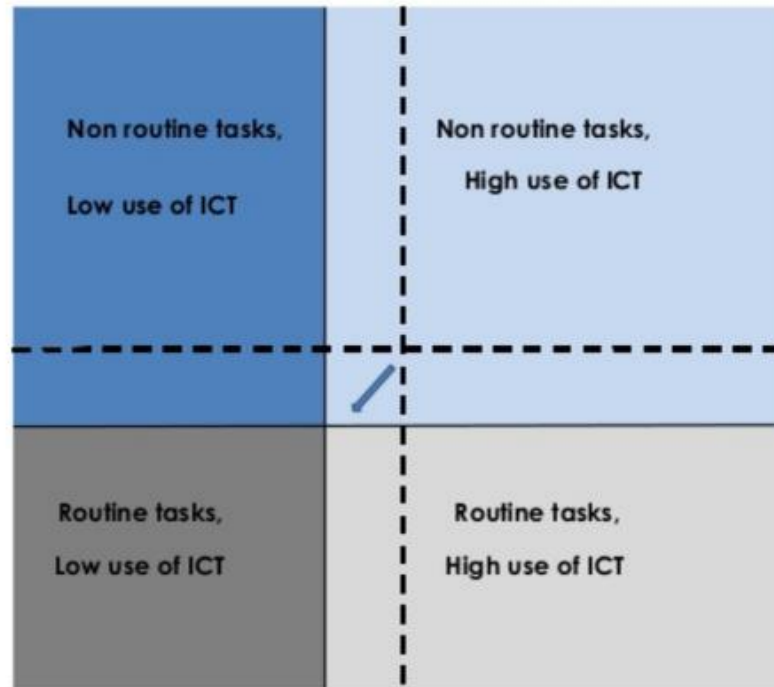 Non routine tasks,
Low use of ICT
Non routine tasks,
High use of ICT
Routine tasks,
Low use of ICT
Routine tasks,
High use of ICT